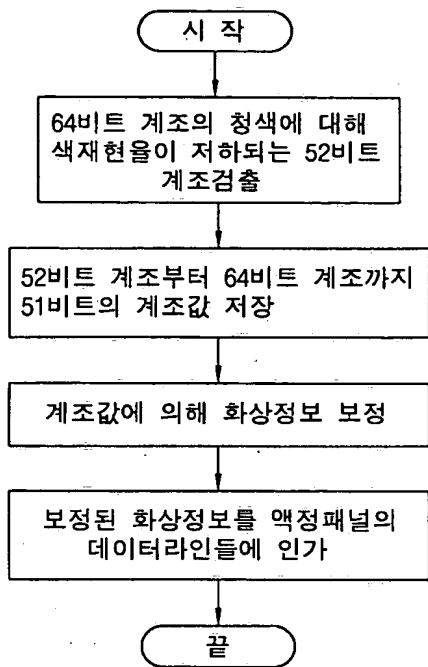 시 작
64비트 계조의 청색에 대해
색재현율이 저하되는 52비트
계조검출
52비트 계조부터 64비트 계조까지
51비트의 계조값 저장
계조값에 의해 화상정보 보정
보정된 화상정보를 액정패널의
데이터라인들에 인가
끝